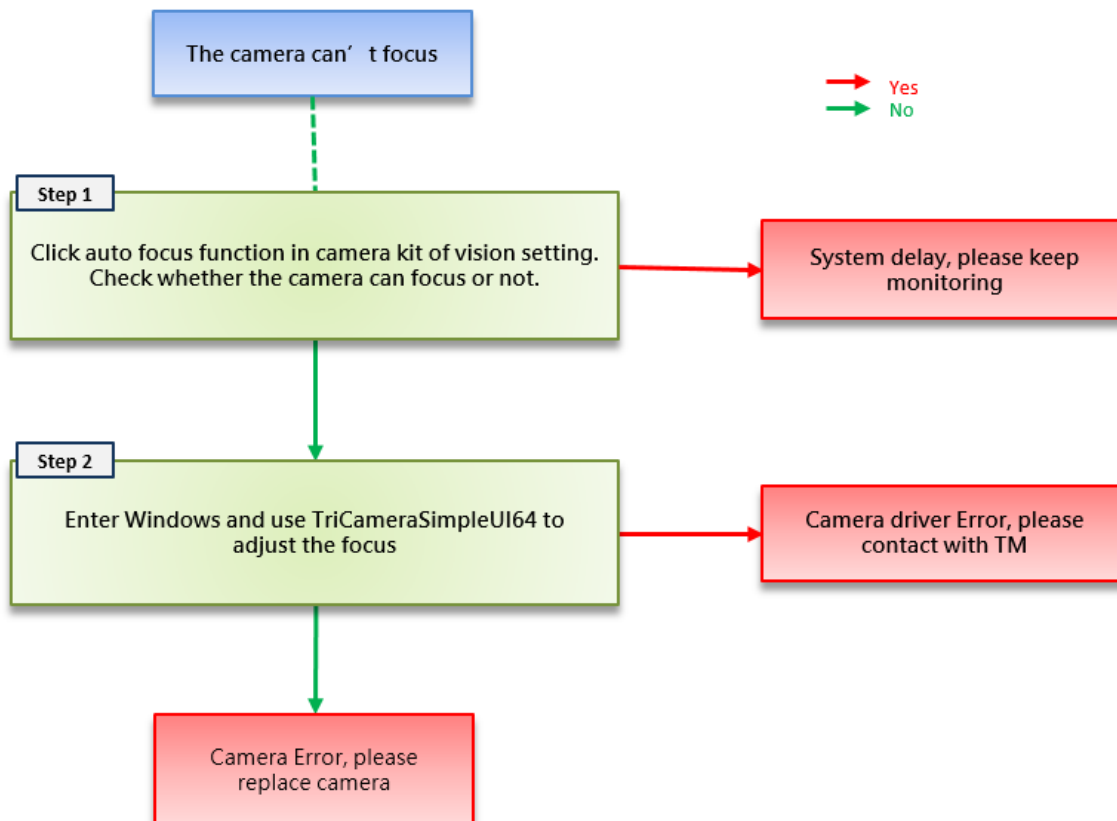 The camera can’ t focus
Yes
No
Step 1
Click auto focus function in camera kit of vision setting.
Check whether the camera can focus or not.
System delay, please keep
monitoring
Step 2
Enter Windows and use TriCameraSimpleUI64 to
adjust the focus
Camera driver Error, please
contact with TM
Camera Error, please
replace camera